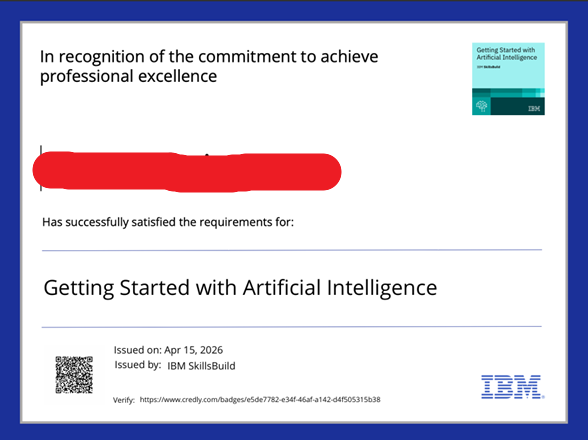 In recognition of the commitment to achieve
professional excellence
Getting Started with
Artificial Intelligence
IBM SkillsBuild
IBM
Has successfully satisfied the requirements for:
Getting Started with Artificial Intelligence
Issued on: Apr 15, 2026
Issued by: IBM SkillsBuild
IBM
Verify: https://www.credly.com/badges/e5de7782-e34f-46af-a142-d4f505315b38